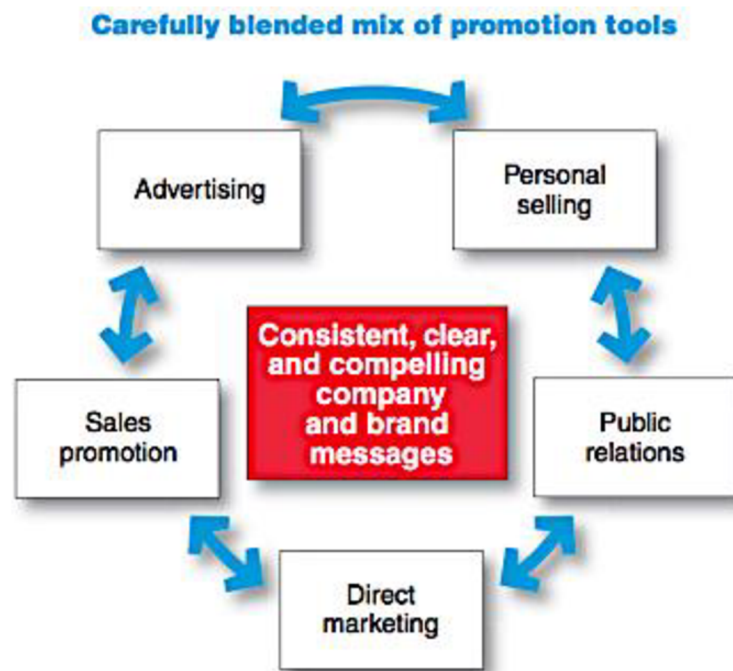 Carefully blended mix of promotion tools
Advertising
Personal
selling
Consistent, clear,
and compelling
company
and brand
messages
Sales
promotion
Public
relations
Direct
marketing